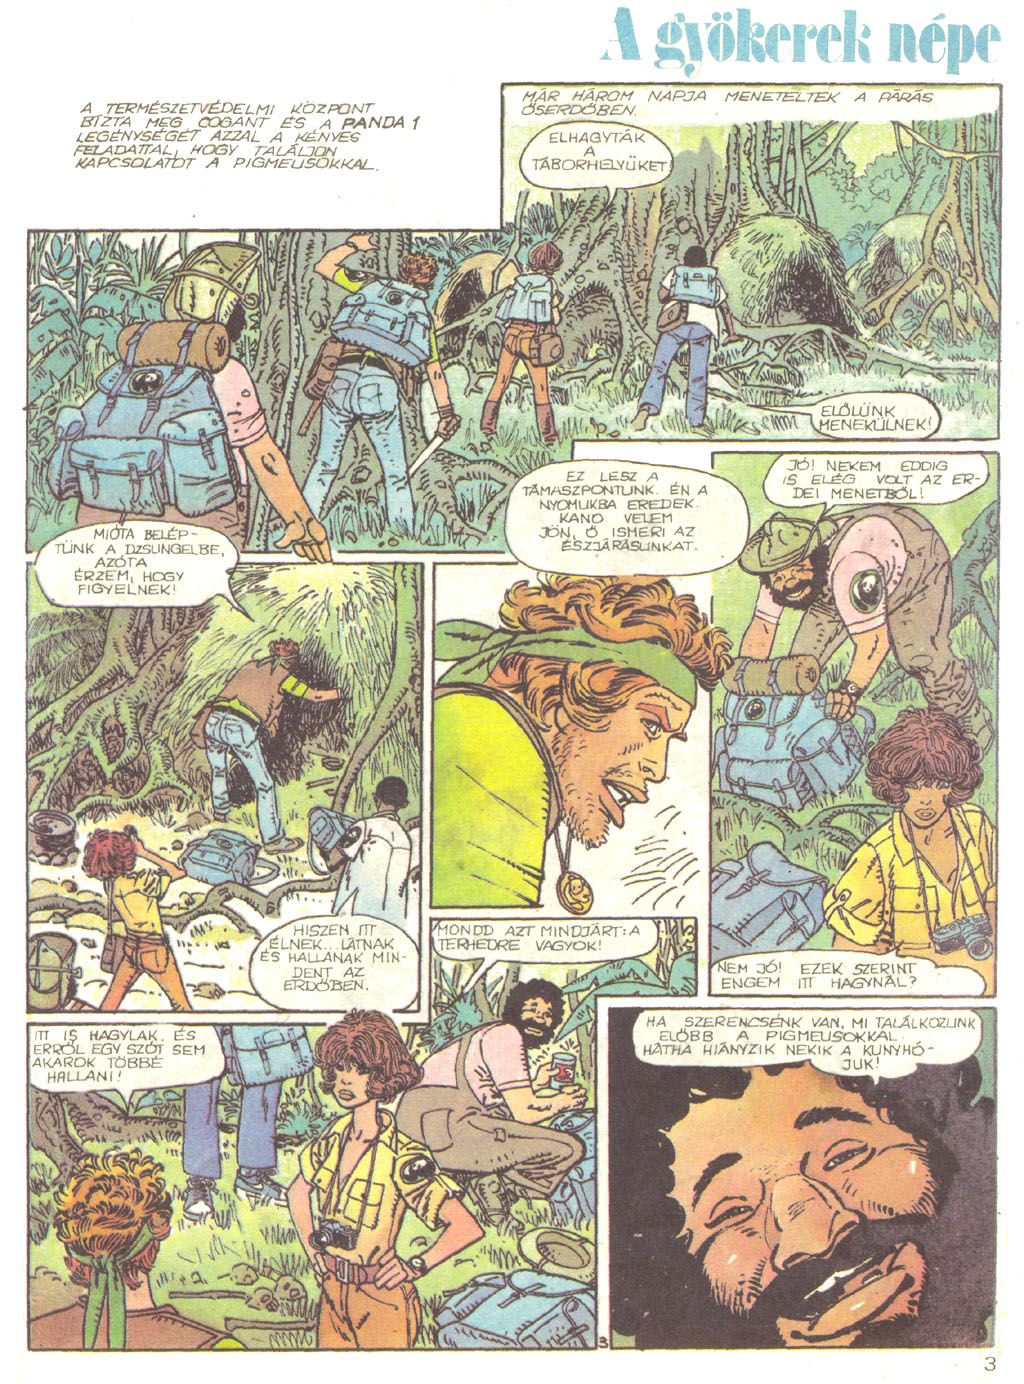 A gyökerek népe
A TERMÉSZETVÉDELMI KÖZPONT
BÍZTA MEG COGANT ÉS A PANDA 1
LEGÉNYSÉGÉT AZZAL A KÉNYES
FELADATTAL, HOGY TALÁLJON
KAPCSOLATOT A PIGMEUSOKKAL.
MÁR HÁROM NAPJA MENETELTEK A PÁRÁS
ŐSERDŐBEN.
ELHAGYTÁK
A
TÁBORHELYÜKET!
ELŐLÜNK
MENEKÜLNEK!
MIÓTA BELÉP-
TÜNK A DZSUNGELBE,
AZÓTA
ÉRZEM, HOGY
FIGYELNEK!
HISZEN ITT
ÉLNEK... LÁTNAK
ÉS HALLANAK MIN-
DENT AZ
ERDŐBEN.
EZ LESZ A
TÁMASZPONTUNK. ÉN A
NYOMUKBA EREDEK.
KANO VELEM
JÖN, Ő ISMERI AZ
ÉSZJÁRÁSUNKAT.
JÓ! NEKEM EDDIG
IS ELÉG VOLT AZ ER-
DEI MENETBŐL!
NEM JÓ! EZEK SZERINT
ENGEM ITT HAGYNÁL?
ITT IS HAGYLAK. ÉS
ERRŐL EGY SZÓT SEM
AKAROK TÖBBÉ
HALLANI!
MONDD AZT MINDJÁRT: A
TERHEDRE VAGYOK!
HA SZERENCSÉNK VAN, MI TALÁLKOZUNK
ELŐBB A PIGMEUSOKKAL.
HÁTHA HIÁNYZIK NEKIK A KUNYHÓ-
JUK!
3
3